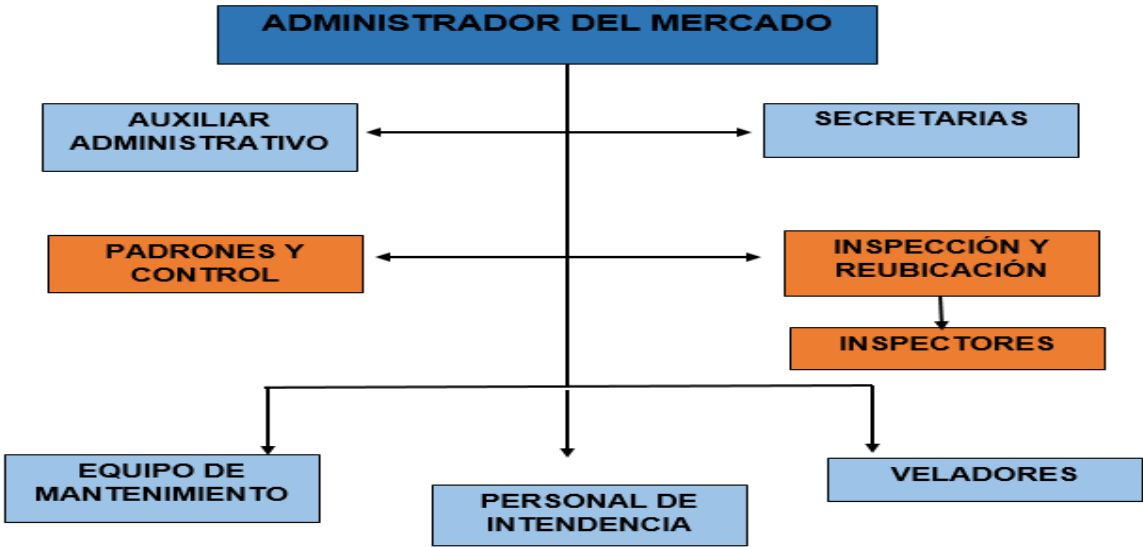 ADMINISTRADOR DEL MERCADO
AUXILIAR
ADMINISTRATIVO
SECRETARIAS
PADRONES Y
CONTROL
INSPECCIÓN Y
REUBICACIÓN
INSPECTORES
EQUIPO DE
MANTENIMIENTO
PERSONAL DE
INTENDENCIA
VELADORES